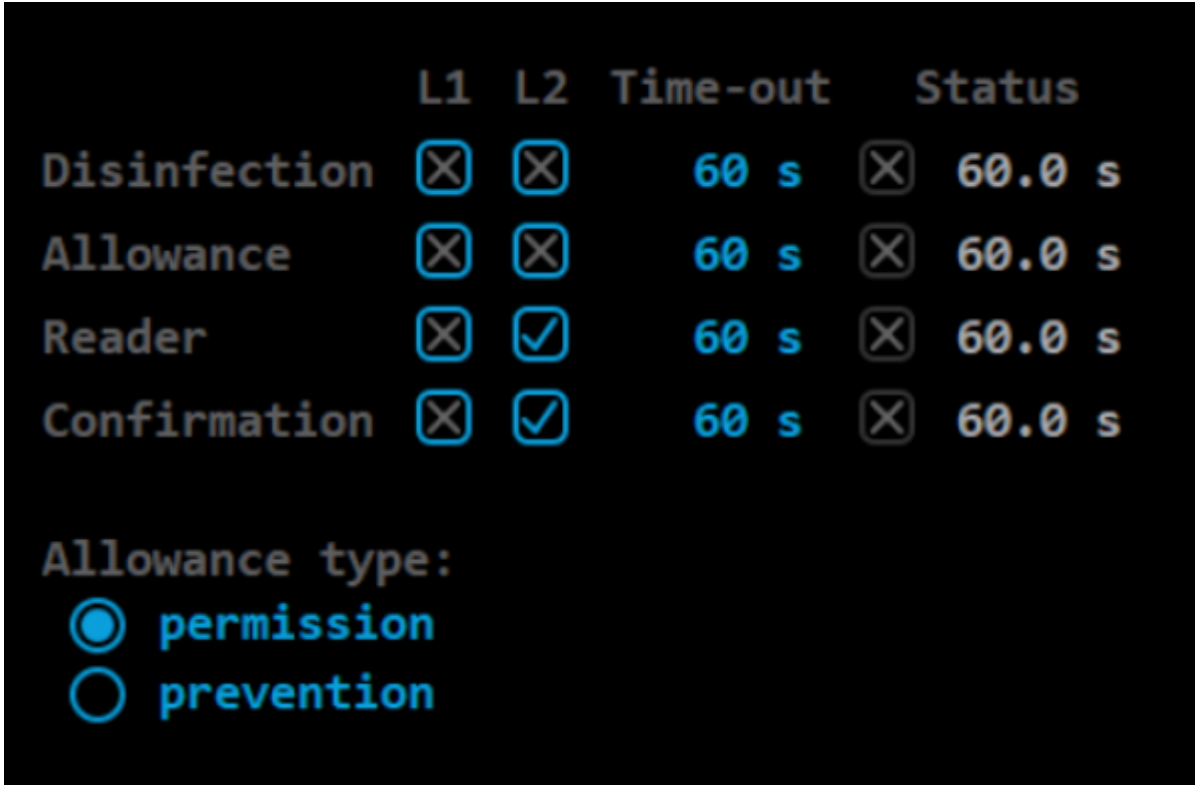 L1 L2 Time-out Status
Disinfection 60 s 60.0 s
Allowance 60 s 60.0 s
Reader 60 s 60.0 s
Confirmation 60 s 60.0 s
Allowance type:
permission
prevention